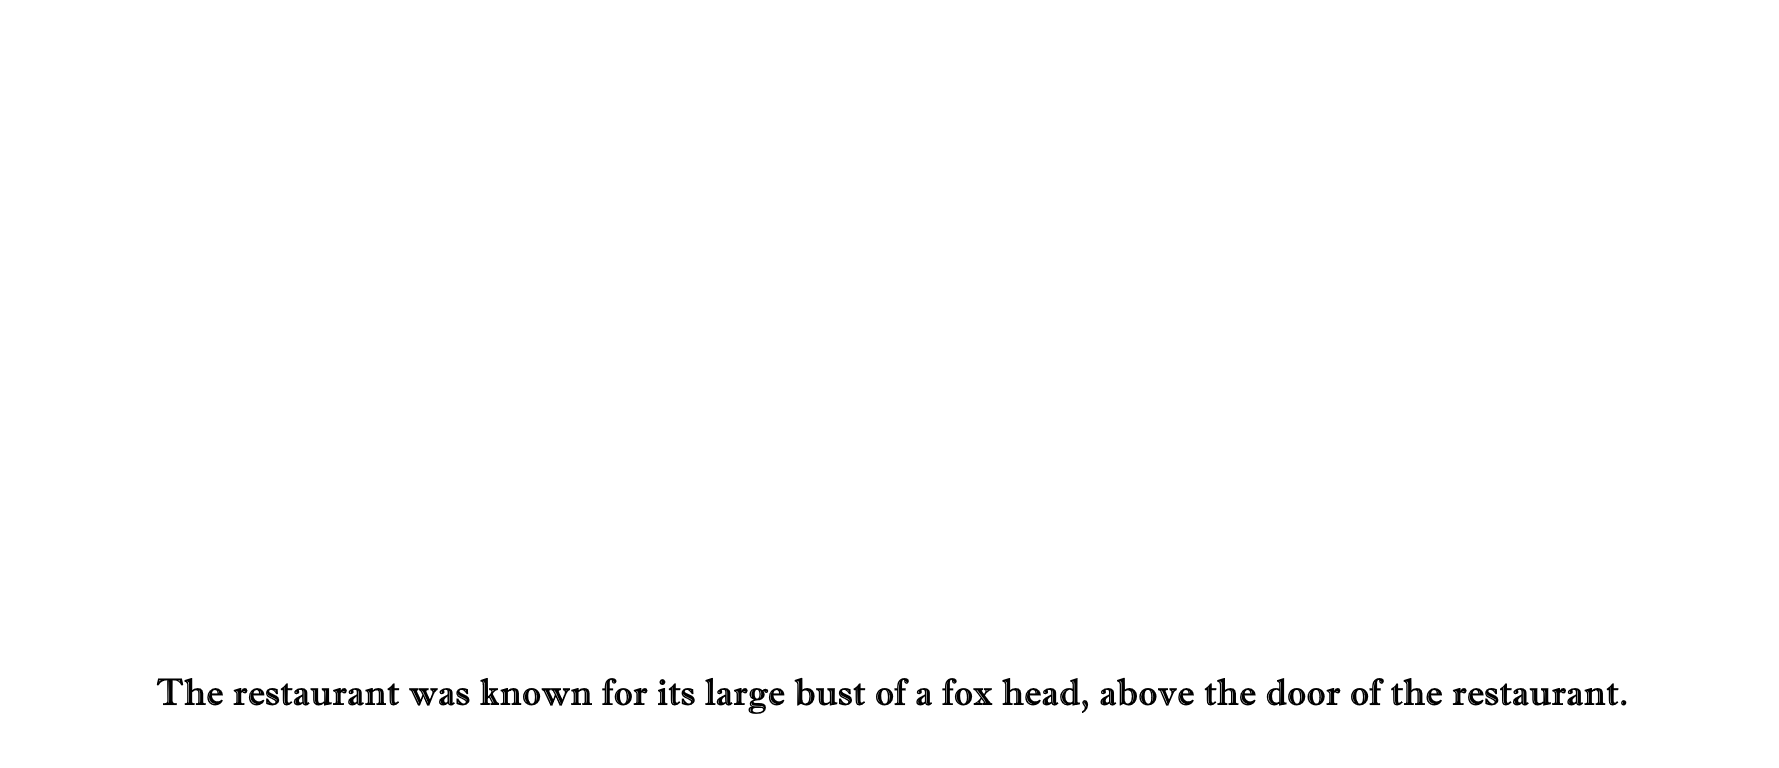 The restaurant was known for its large bust of a fox head, above the door of the restaurant.